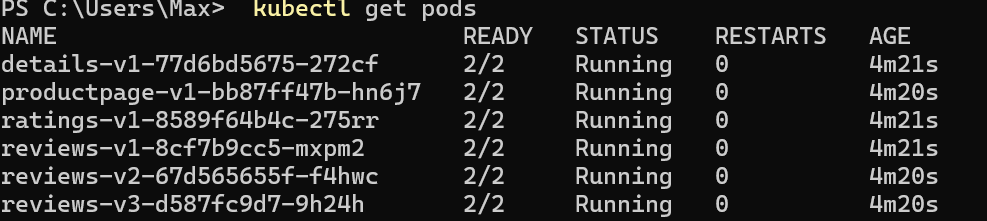 PS C:\Users\Max>  kubectl get pods
NAME READY STATUS RESTARTS AGE
details-v1-77d6bd5675-272cf 2/2 Running 0 4m21s
productpage-v1-bb87ff47b-hn6j7 2/2 Running 0 4m20s
ratings-v1-8589f64b4c-275rr 2/2 Running 0 4m21s
reviews-v1-8cf7b9cc5-mxpm2 2/2 Running 0 4m21s
reviews-v2-67d565655f-f4hwc 2/2 Running 0 4m20s
reviews-v3-d587fc9d7-9h24h 2/2 Running 0 4m20s